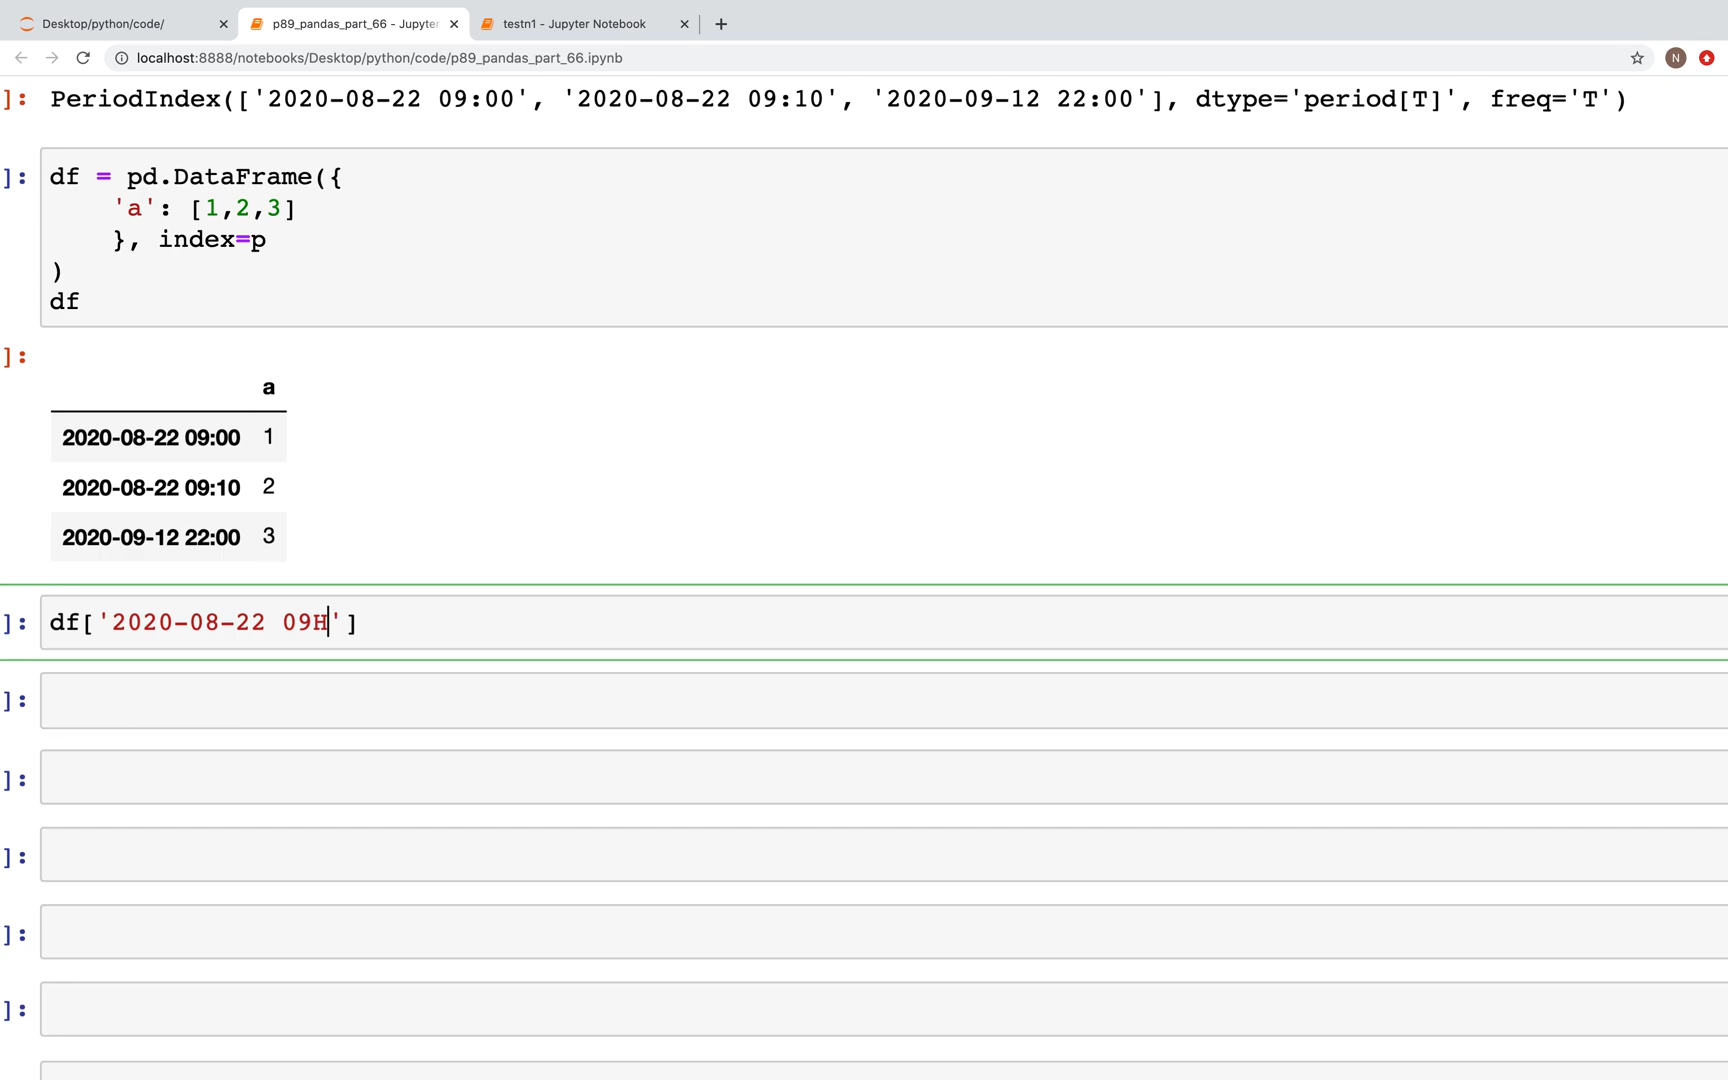 Desktop/python/code/
p89_pandas_part_66 - Jupyter
testn1 - Jupyter Notebook
localhost:8888/notebooks/Desktop/python/code/p89_pandas_part_66.ipynb
N
]: PeriodIndex(['2020-08-22 09:00', '2020-08-22 09:10', '2020-09-12 22:00'], dtype='period[T]', freq='T')
]: df = pd.DataFrame({
'a': [1,2,3]
}, index=p
)
df
]:
a
2020-08-22 09:00 1
2020-08-22 09:10 2
2020-09-12 22:00 3
]: df['2020-08-22 09H']
]:
]:
]:
]:
]: